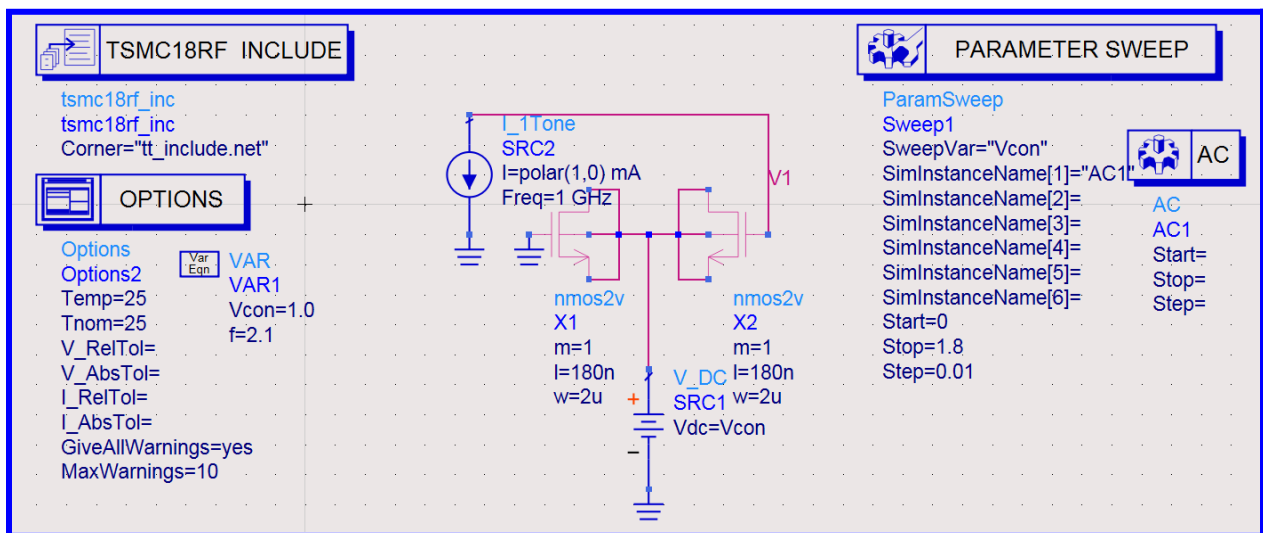 TSMC18RF INCLUDE
tsmc18rf_inc
tsmc18rf_inc
Corner="tt_include.net"
OPTIONS
Options
Options2
Temp=25
Tnom=25
V_RelTol=
V_AbsTol=
I_RelTol=
I_AbsTol=
GiveAllWarnings=yes
MaxWarnings=10
Var
Eqn
VAR
VAR1
Vcon=1.0
f=2.1
I_1Tone
SRC2
I=polar(1,0) mA
Freq=1 GHz
V1
nmos2v
X1
m=1
l=180n
w=2u
nmos2v
X2
m=1
l=180n
w=2u
V_DC
SRC1
Vdc=Vcon
+
−
PARAMETER SWEEP
ParamSweep
Sweep1
SweepVar="Vcon"
SimInstanceName[1]="AC1"
SimInstanceName[2]=
SimInstanceName[3]=
SimInstanceName[4]=
SimInstanceName[5]=
SimInstanceName[6]=
Start=0
Stop=1.8
Step=0.01
AC
AC
AC1
Start=
Stop=
Step=